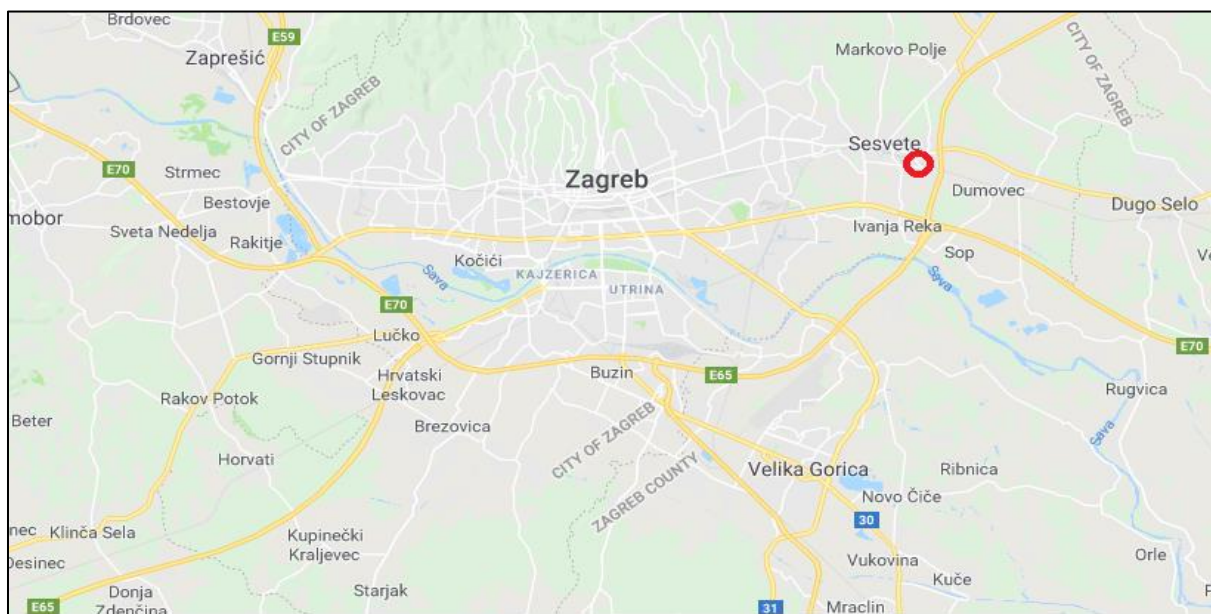 Brdovec
E59
Zaprešić
Markovo Polje
CITY OF ZAGREB
CITY OF ZAGREB
Sesvete
E70
Strmec
Zagreb
Dumovec
Bestovje
Dugo Selo
mobor
Sveta Nedelja
Rakitje
Ivanja Reka
Kočići
Sop
Ve
Sava
KAJZERICA
UTRINA
Sava
E70
Lučko
E70
Gornji Stupnik
Buzin
E65
Hrvatski
Leskovac
Rugvica
Rakov Potok
Beter
Brezovica
CITY OF ZAGREB
Sava
Horvati
ZAGREB COUNTY
Velika Gorica
Ribnica
Novo Čiče
30
nec
Klinča Sela
Kupinečki
Kraljevec
Desinec
Vukovina
Orle
Kuče
Donja
Zdenčina
Starjak
E65
31
Mraclin